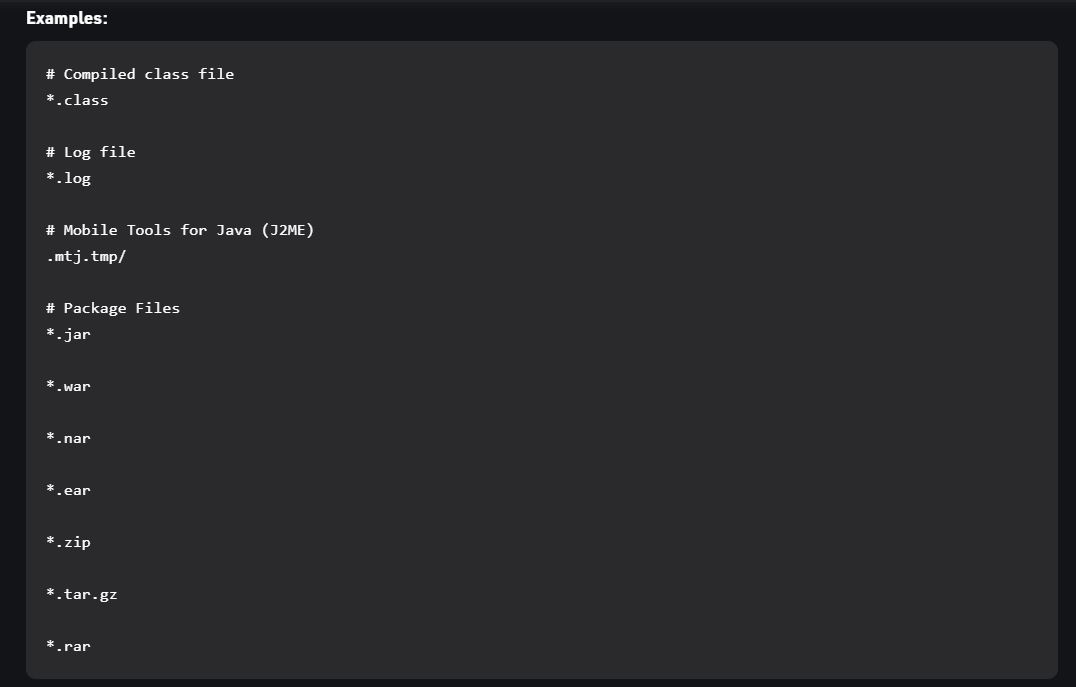 Examples:
# Compiled class file
*.class
# Log file
*.log
# Mobile Tools for Java (J2ME)
.mtj.tmp/
# Package Files
*.jar
*.war
*.nar
*.ear
*.zip
*.tar.gz
*.rar